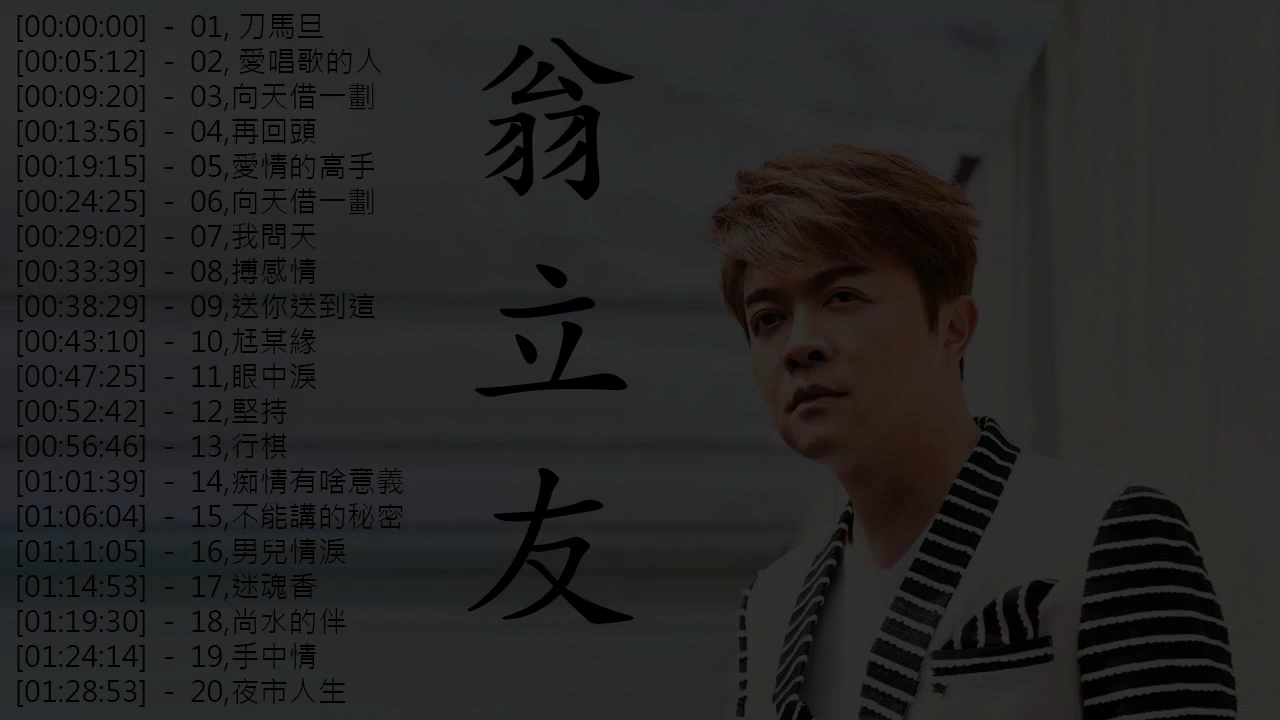 [00:00:00] - 01, 刀馬旦
[00:05:12] - 02, 愛唱歌的人
[00:09:20] - 03,向天借一劃
[00:13:56] - 04,再回頭
[00:19:15] - 05,愛情的高手
[00:24:25] - 06,向天借一劃
[00:29:02] - 07,我問天
[00:33:39] - 08,搏感情
[00:38:29] - 09,送你送到這
[00:43:10] - 10,尪某緣
[00:47:25] - 11,眼中淚
[00:52:42] - 12,堅持
[00:56:46] - 13,行棋
[01:01:39] - 14,痴情有啥意義
[01:06:04] - 15,不能講的秘密
[01:11:05] - 16,男兒情淚
[01:14:53] - 17,迷魂香
[01:19:30] - 18,尚水的伴
[01:24:14] - 19,手中情
[01:28:53] - 20,夜市人生
翁立友